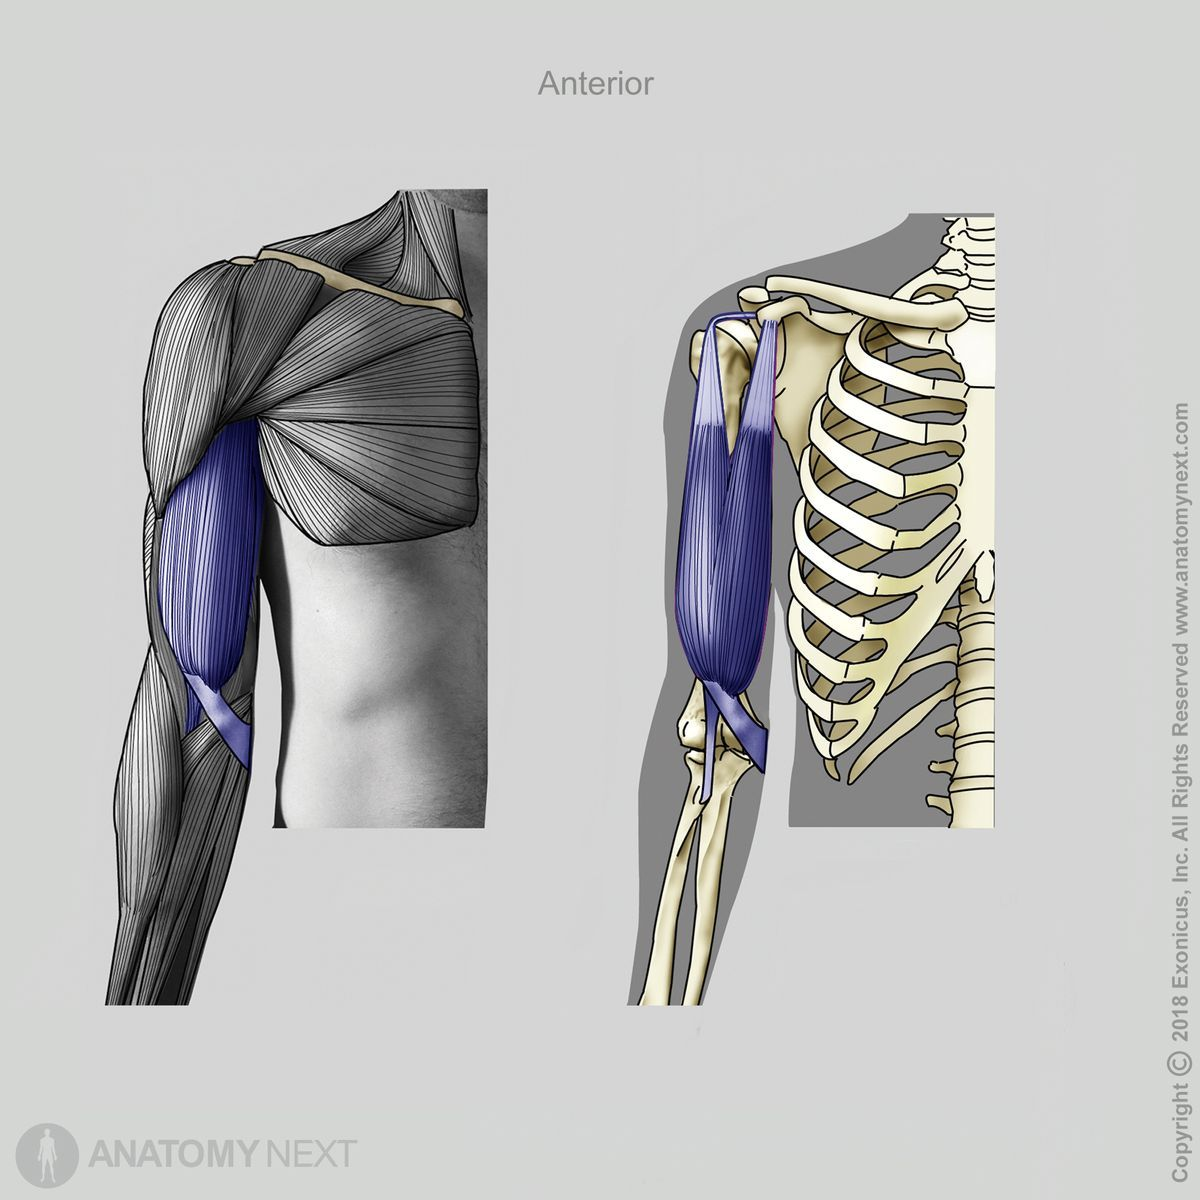 Anterior
Copyright © 2018 Exonicus, Inc. All Rights Reserved www.anatomynext.com
ANATOMY NEXT